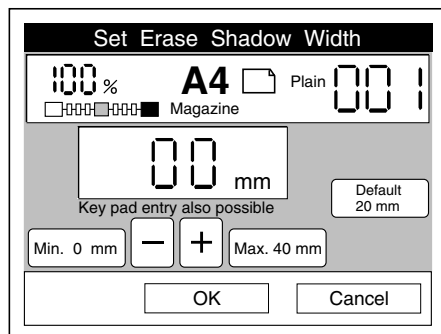 Set Erase Shadow Width
100 % A4 Plain 001
Magazine
00 mm
Key pad entry also possible
Default
20 mm
Min. 0 mm − + Max. 40 mm
OK Cancel